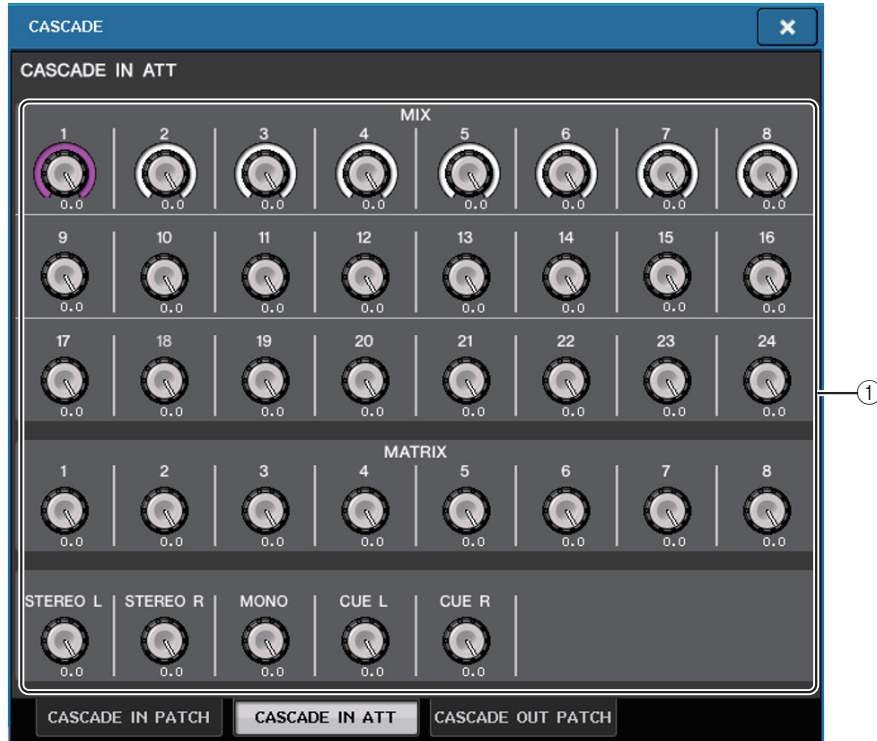 CASCADE
CASCADE IN ATT
MIX
1 2 3 4 5 6 7 8
0.0 0.0 0.0 0.0 0.0 0.0 0.0 0.0
9 10 11 12 13 14 15 16
0.0 0.0 0.0 0.0 0.0 0.0 0.0 0.0
17 18 19 20 21 22 23 24
0.0 0.0 0.0 0.0 0.0 0.0 0.0 0.0
①
MATRIX
1 2 3 4 5 6 7 8
0.0 0.0 0.0 0.0 0.0 0.0 0.0 0.0
STEREO L STEREO R MONO CUE L CUE R
0.0 0.0 0.0 0.0 0.0
CASCADE IN PATCH CASCADE IN ATT CASCADE OUT PATCH